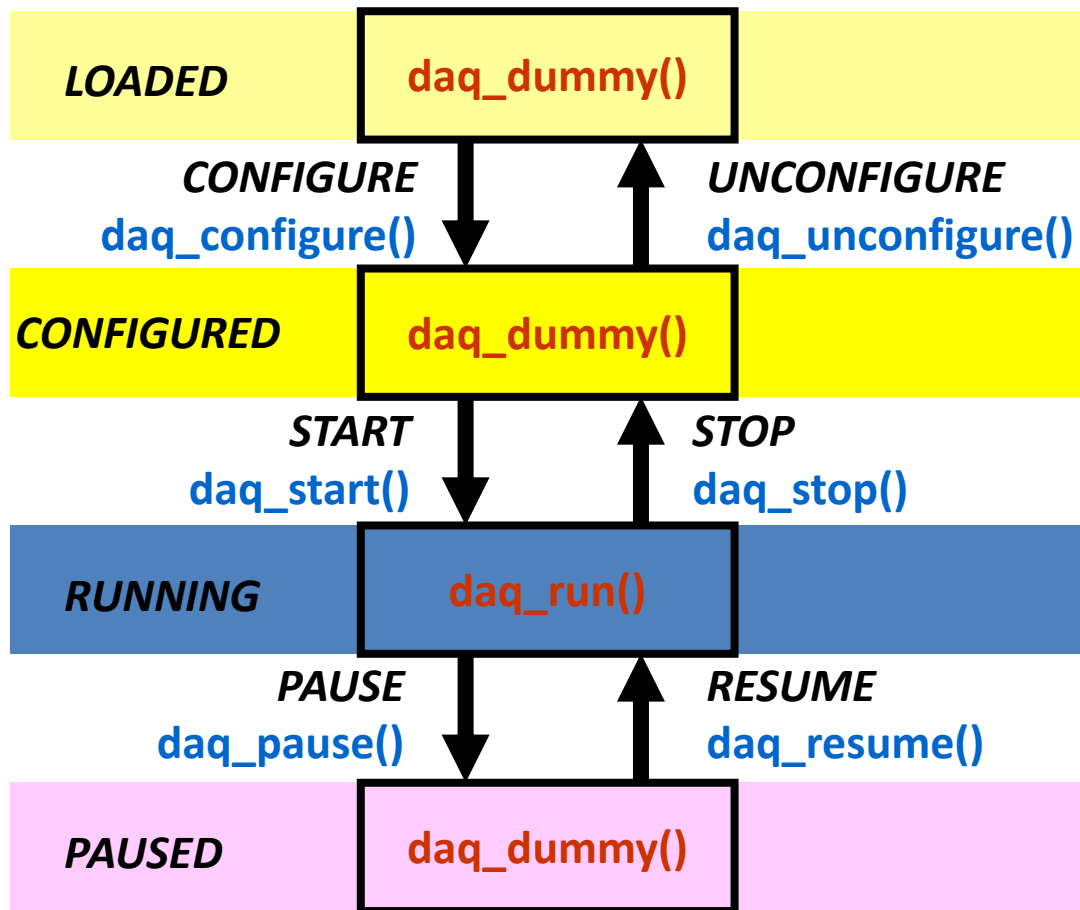 LOADED
daq_dummy()
CONFIGURE
daq_configure()
UNCONFIGURE
daq_unconfigure()
CONFIGURED
daq_dummy()
START
daq_start()
STOP
daq_stop()
RUNNING
daq_run()
PAUSE
daq_pause()
RESUME
daq_resume()
PAUSED
daq_dummy()